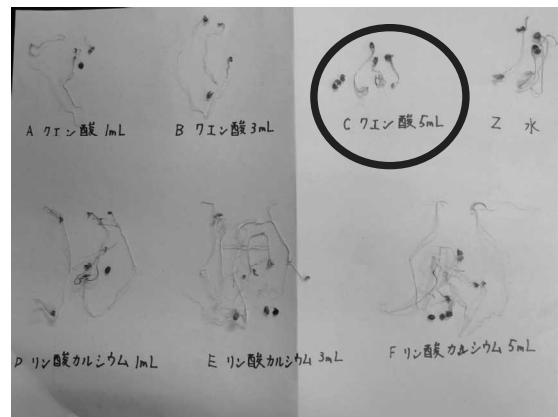 A クエン酸 1mL
B クエン酸 3mL
C クエン酸 5mL
Z 水
D リン酸カルシウム 1mL
E リン酸カルシウム 3mL
F リン酸カルシウム 5mL